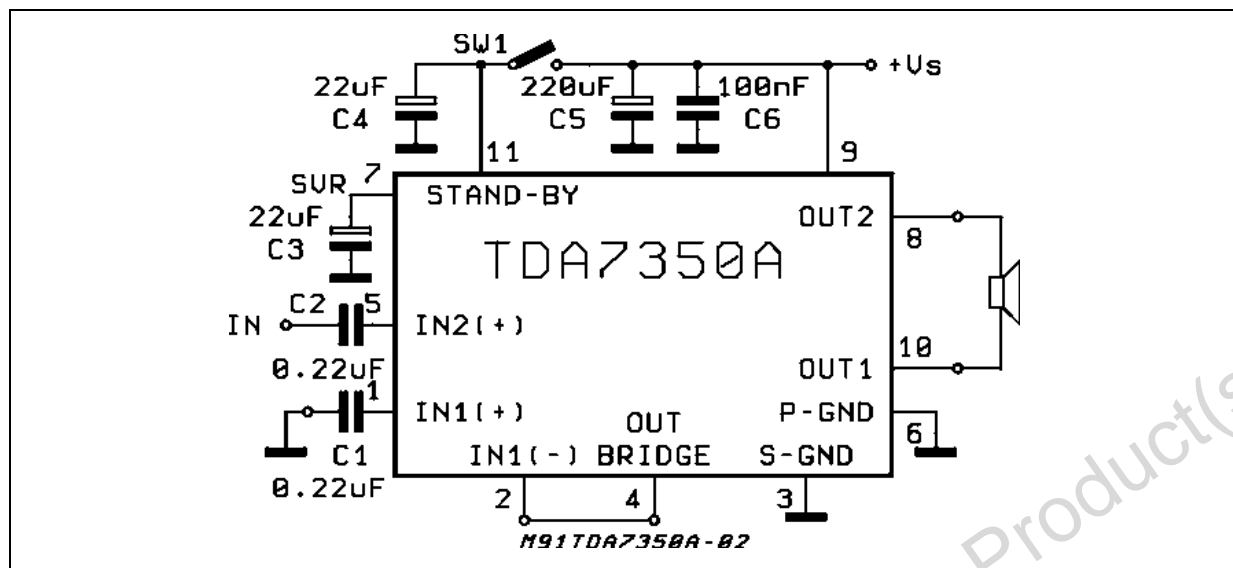 SW1
+Vs
22uF
C4
220uF
C5
100nF
C6
11
9
SVR 7
STAND-BY
22uF
C3
OUT2
8
TDA7350A
C2 5
IN
IN2(+)
0.22uF
10
OUT1
1
IN1(+)
P-GND
6
C1
0.22uF
OUT
BRIDGE
IN1(-)
S-GND
2
4
3
M91TDA7350A-02
Product(s